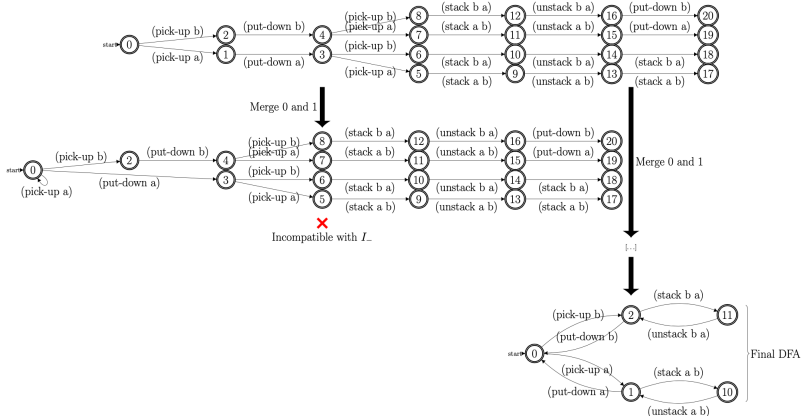 (pick-up b) (stack b a) (unstack b a) (put-down b)
8 12 16 20
(pick-up b) (put-down b) (pick-up a) (stack a b) (unstack a b) (put-down a)
start 0 2 4 7 11 15 19
(pick-up a) (put-down a) (pick-up b) (stack b a) (unstack b a)
1 3 6 10 14 18
(pick-up a) (stack a b) (unstack a b) (stack a b)
5 9 13 17
Merge 0 and 1
Merge 0 and 1
(pick-up b) (stack b a) (unstack b a) (put-down b)
8 12 16 20
(pick-up b) (put-down b) (pick-up a) (stack a b)
start 0 2 4 7 11 15 19
(pick-up a) (put-down a) (pick-up b)
3 6 10 14 18
(pick-up a) (stack b a) (unstack b a) (stack a b)
5 9 13 17
(stack a b) (unstack a b) (stack a b)
Incompatible with I_
[...]
(stack b a)
(pick-up b) 2 11
(put-down b) (unstack b a)
start 0 Final DFA
(pick-up a) (stack a b)
(put-down a) 1 10
(unstack a b)